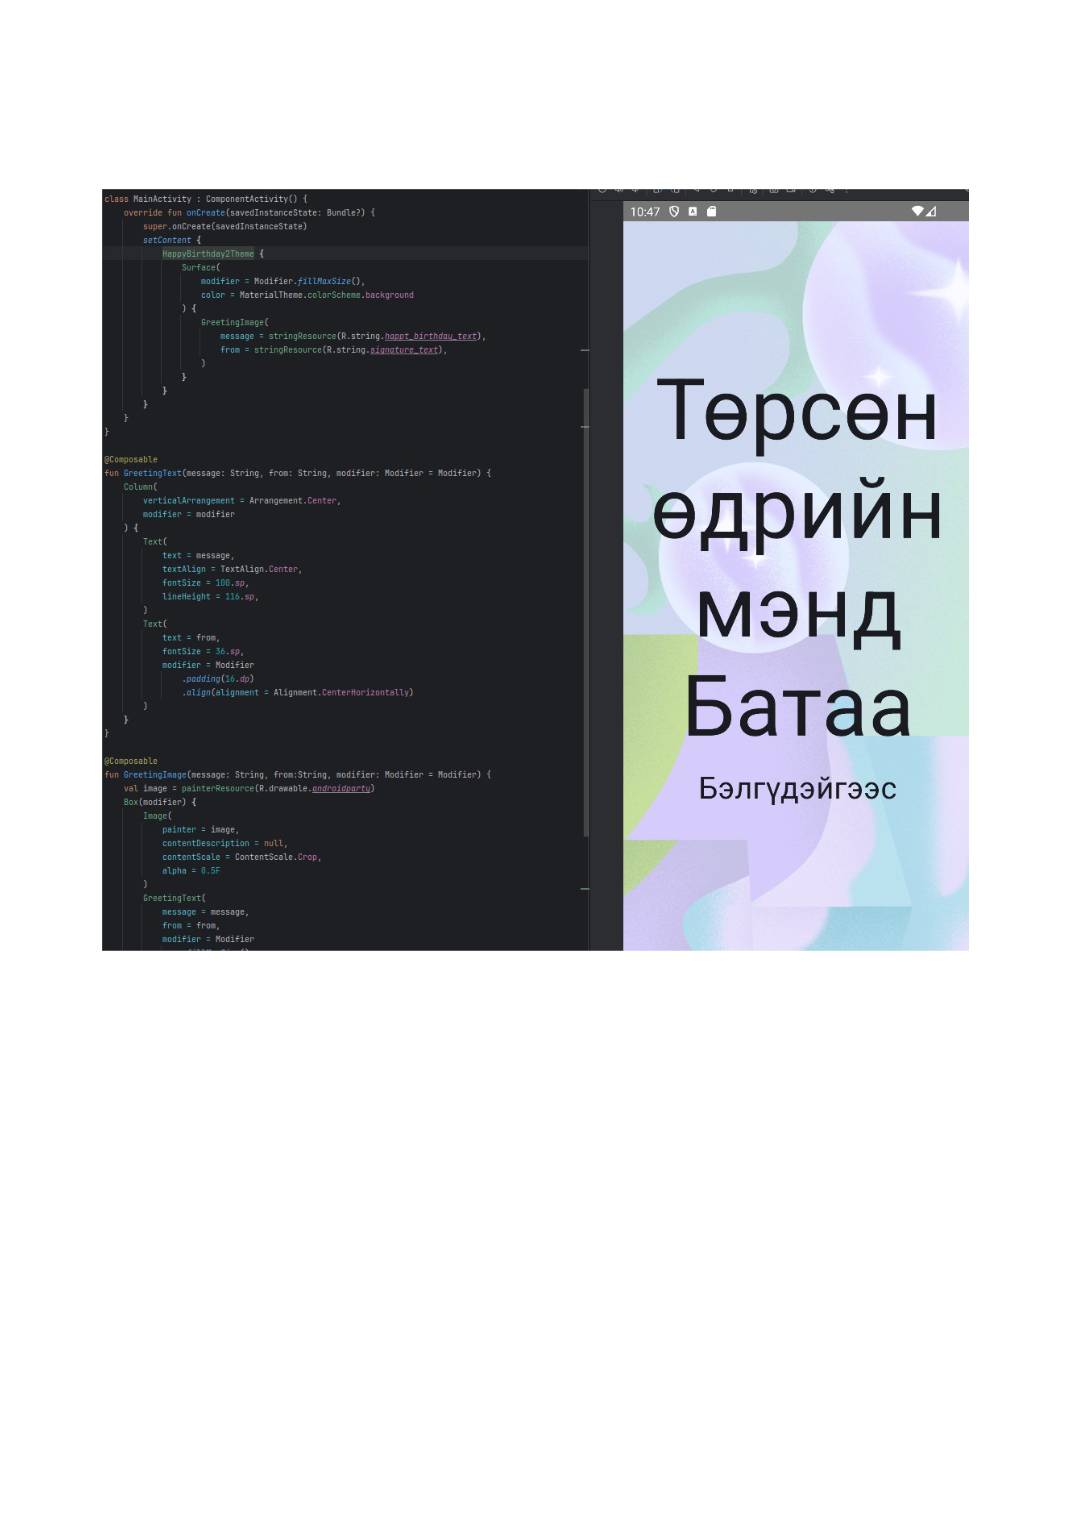 class MainActivity : ComponentActivity() {
override fun onCreate(savedInstanceState: Bundle?) {
super.onCreate(savedInstanceState)
setContent {
HappyBirthday2Theme {
Surface(
modifier = Modifier.fillMaxSize(),
color = MaterialTheme.colorScheme.background
) {
GreetingImage(
message = stringResource(R.string.happt_birthday_text),
from = stringResource(R.string.signature_text),
)
}
}
}
}
}
@Composable
fun GreetingText(message: String, from: String, modifier: Modifier = Modifier) {
Column(
verticalArrangement = Arrangement.Center,
modifier = modifier
) {
Text(
text = message,
textAlign = TextAlign.Center,
fontSize = 100.sp,
lineHeight = 116.sp,
)
Text(
text = from,
fontSize = 36.sp,
modifier = Modifier
.padding(16.dp)
.align(alignment = Alignment.CenterHorizontally)
)
}
}
@Composable
fun GreetingImage(message: String, from:String, modifier: Modifier = Modifier) {
val image = painterResource(R.drawable.androidparty)
Box(modifier) {
Image(
painter = image,
contentDescription = null,
contentScale = ContentScale.Crop,
alpha = 0.5F
)
GreetingText(
message = message,
from = from,
modifier = Modifier
10:47
Төрсөн
өдрийн
мэнд
Батаа
Бэлгүдэйгээс